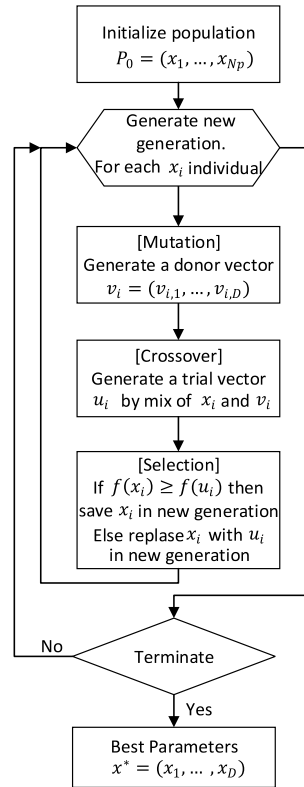 Initialize population
P₀ = (x₁, … , x_Np)
Generate new
generation.
For each xᵢ individual
[Mutation]
Generate a donor vector
vᵢ = (vᵢ,₁, … , vᵢ,D)
[Crossover]
Generate a trial vector
uᵢ by mix of xᵢ and vᵢ
[Selection]
If f(xᵢ) ≥ f(uᵢ) then
save xᵢ in new generation
Else replase xᵢ with uᵢ
in new generation
No
Terminate
Yes
Best Parameters
x* = (x₁, … , x_D)